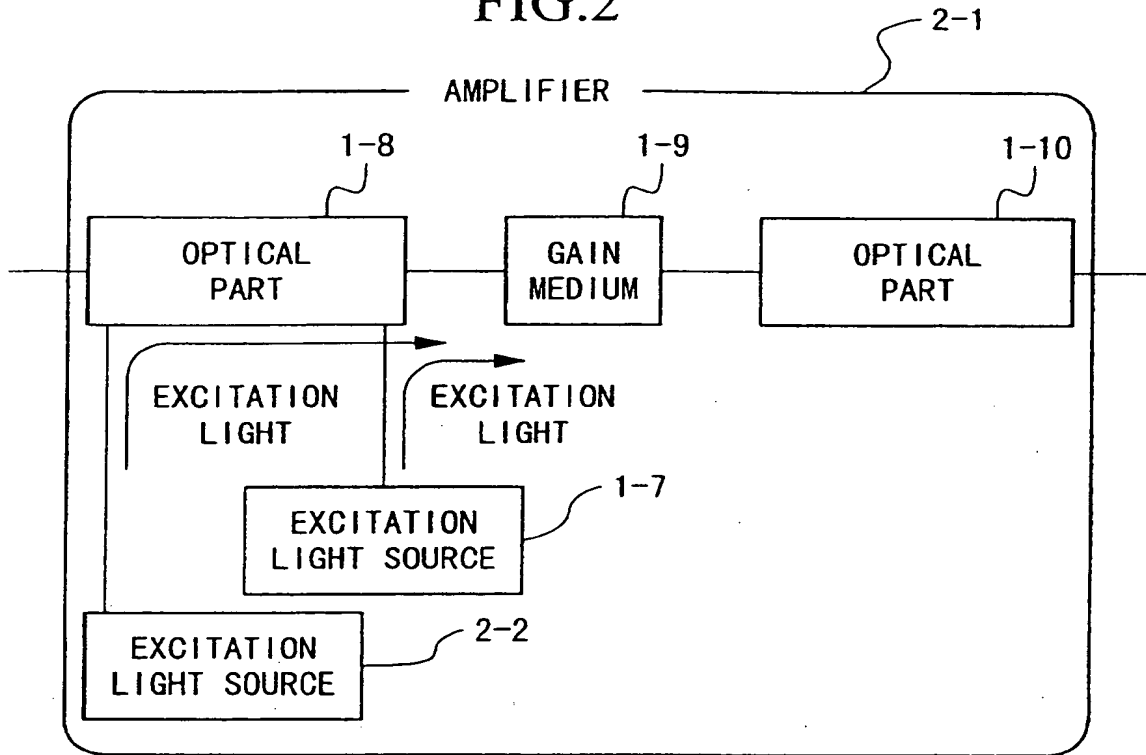 FIG.2
2-1
AMPLIFIER
1-8
1-9
1-10
OPTICAL
PART
GAIN
MEDIUM
OPTICAL
PART
EXCITATION
LIGHT
EXCITATION
LIGHT
1-7
EXCITATION
LIGHT SOURCE
2-2
EXCITATION
LIGHT SOURCE